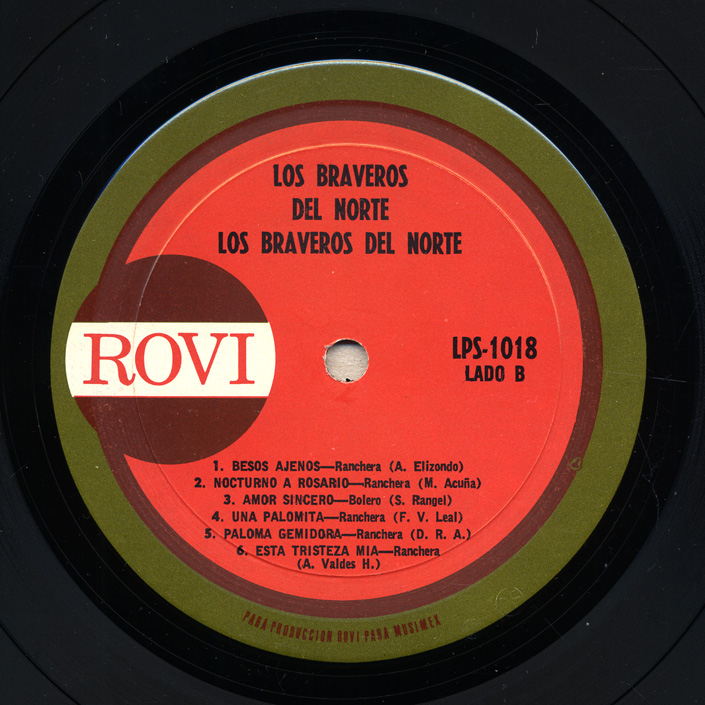 LOS BRAVEROS
DEL NORTE
LOS BRAVEROS DEL NORTE
ROVI
LPS-1018
LADO B
1. BESOS AJENOS—Ranchera (A. Elizondo)
2. NOCTURNO A ROSARIO—Ranchera (M. Acuña)
3. AMOR SINCERO—Bolero (S. Rangel)
4. UNA PALOMITA—Ranchera (F. V. Leal)
5. PALOMA GEMIDORA—Ranchera (D. R. A.)
6. ESTA TRISTEZA MIA—Ranchera
(A. Valdes H.)
PARA PRODUCCION ROVI PARA MUSIMEX